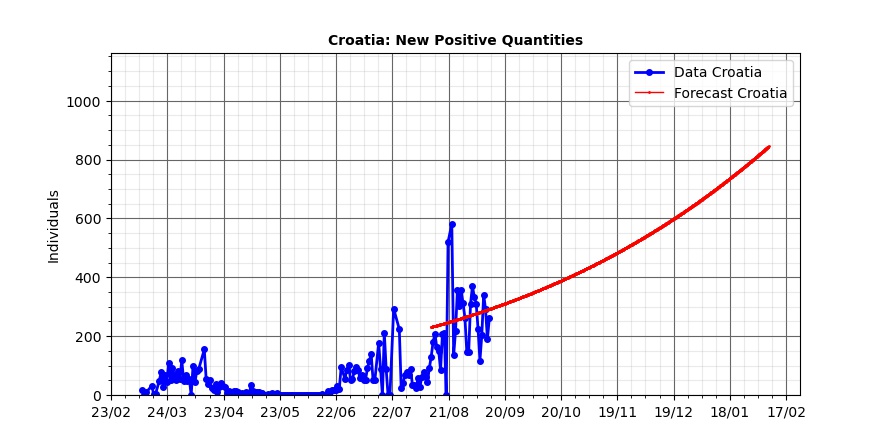 Croatia: New Positive Quantities
Data Croatia
Forecast Croatia
Individuals
1000
800
600
400
200
0
23/02 24/03 23/04 23/05 22/06 22/07 21/08 20/09 20/10 19/11 19/12 18/01 17/02